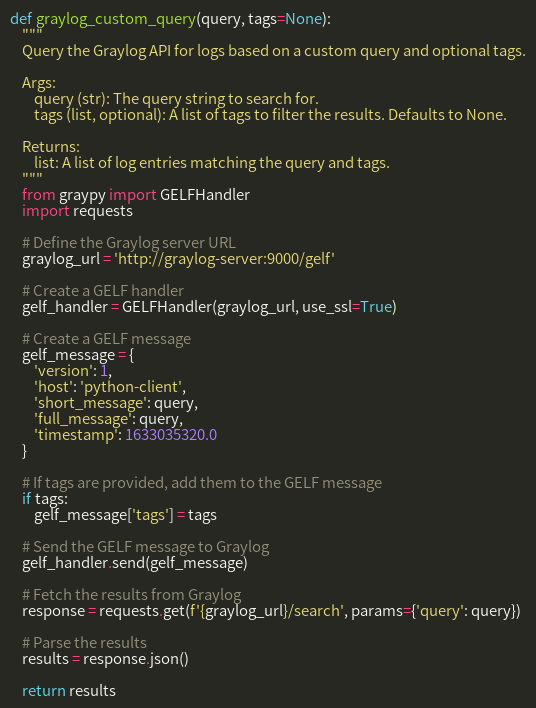 def graylog_custom_query(query, tags=None):
    """
    Query the Graylog API for logs based on a custom query and optional tags.

    Args:
        query (str): The query string to search for.
        tags (list, optional): A list of tags to filter the results. Defaults to None.

    Returns:
        list: A list of log entries matching the query and tags.
    """
    from graypy import GELFHandler
    import requests

    # Define the Graylog server URL
    graylog_url = 'http://graylog-server:9000/gelf'

    # Create a GELF handler
    gelf_handler = GELFHandler(graylog_url, use_ssl=True)

    # Create a GELF message
    gelf_message = {
        'version': 1,
        'host': 'python-client',
        'short_message': query,
        'full_message': query,
        'timestamp': 1633035320.0
    }

    # If tags are provided, add them to the GELF message
    if tags:
        gelf_message['tags'] = tags

    # Send the GELF message to Graylog
    gelf_handler.send(gelf_message)

    # Fetch the results from Graylog
    response = requests.get(f'{graylog_url}/search', params={'query': query})

    # Parse the results
    results = response.json()

    return results